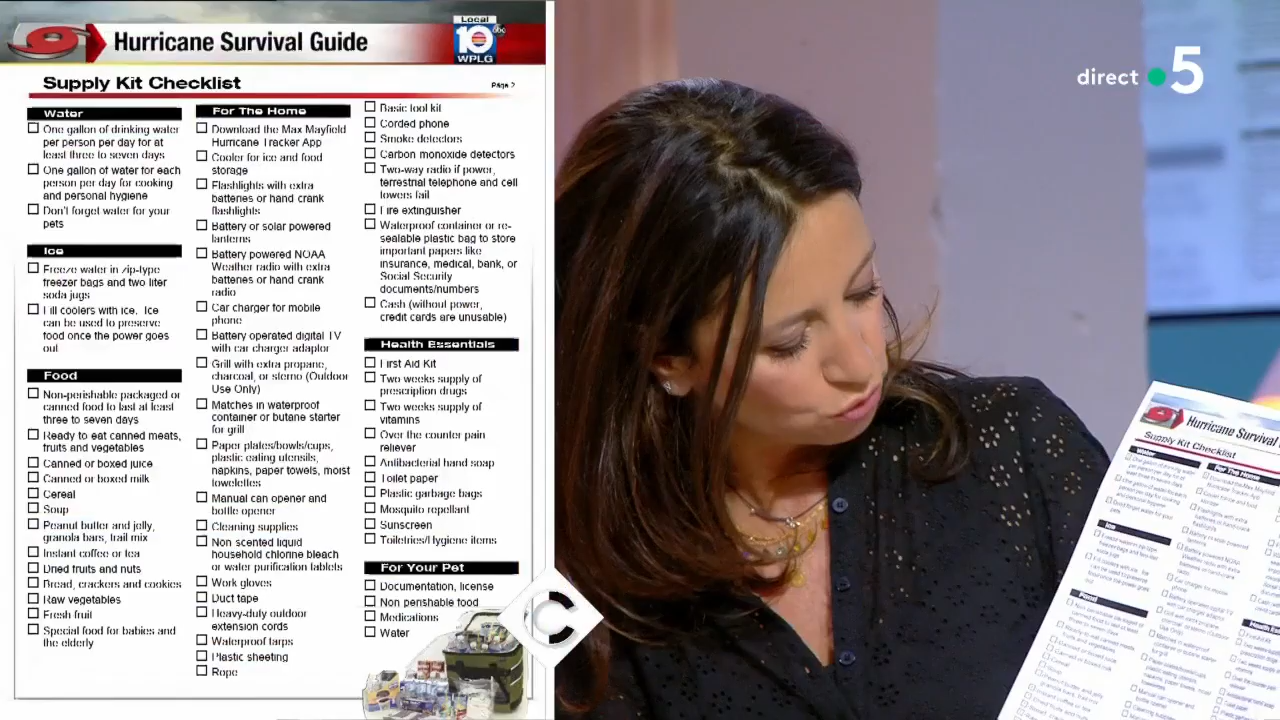 Local
10
abc
WPLG
Hurricane Survival Guide
Supply Kit Checklist
Page 2
Water
One gallon of drinking water
per person per day for at
least three to seven days
One gallon of water for each
person per day for cooking
and personal hygiene
Don't forget water for your
pets
Ice
Freeze water in zip-type
freezer bags and two liter
soda jugs
Fill coolers with ice. Ice
can be used to preserve
food once the power goes
out
Food
Non-perishable packaged or
canned food to last at least
three to seven days
Ready to eat canned meats,
fruits and vegetables
Canned or boxed juice
Canned or boxed milk
Cereal
Soup
Peanut butter and jelly,
granola bars, trail mix
Instant coffee or tea
Dried fruits and nuts
Bread, crackers and cookies
Raw vegetables
Fresh fruit
Special food for babies and
the elderly
For The Home
Download the Max Mayfield
Hurricane Tracker App
Cooler for ice and food
storage
Flashlights with extra
batteries or hand crank
flashlights
Battery or solar powered
lanterns
Battery powered NOAA
Weather radio with extra
batteries or hand crank
radio
Car charger for mobile
phone
Battery operated digital TV
with car charger adaptor
Grill with extra propane,
charcoal, or sterno (Outdoor
Use Only)
Matches in waterproof
container or butane starter
for grill
Paper plates/bowls/cups,
plastic eating utensils,
napkins, paper towels, moist
towelettes
Manual can opener and
bottle opener
Cleaning supplies
Non scented liquid
household chlorine bleach
or water purification tablets
Work gloves
Duct tape
Heavy-duty outdoor
extension cords
Waterproof tarps
Plastic sheeting
Rope
Basic tool kit
Corded phone
Smoke detectors
Carbon monoxide detectors
Two-way radio if power,
terrestrial telephone and cell
towers fail
Fire extinguisher
Waterproof container or re-
sealable plastic bag to store
important papers like
insurance, medical, bank, or
Social Security
documents/numbers
Cash (without power,
credit cards are unusable)
Health Essentials
First Aid Kit
Two weeks supply of
prescription drugs
Two weeks supply of
vitamins
Over the counter pain
reliever
Antibacterial hand soap
Toilet paper
Plastic garbage bags
Mosquito repellant
Sunscreen
Toiletries/Hygiene items
For Your Pet
Documentation, license
Non perishable food
Medications
Water
C
direct 5
Hurricane Survival
Supply Kit Checklist
Water
For The Home
Ice
Food